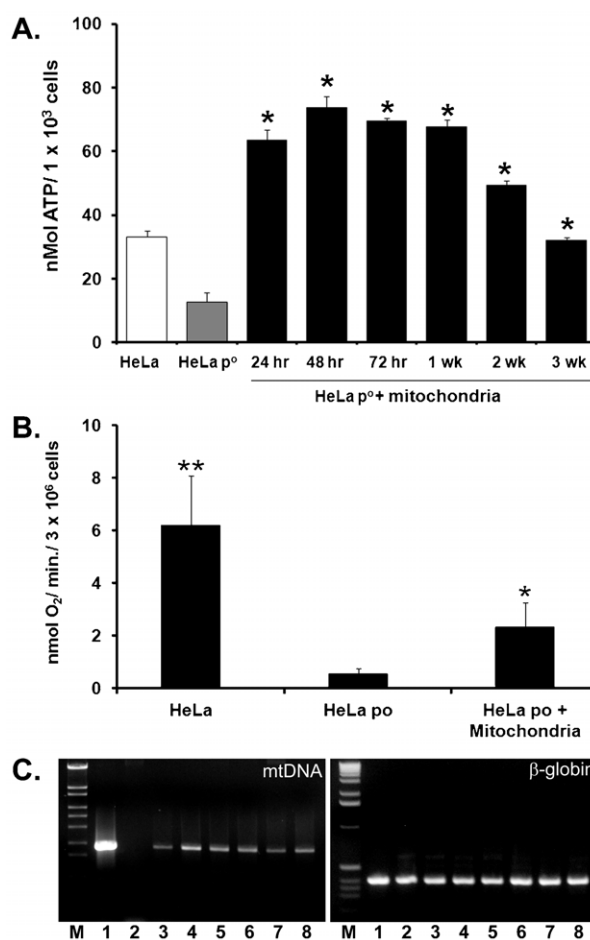 A.
nMol ATP/ 1 x 10³ cells
100
80
60
40
20
0
* * * * * *
HeLa HeLa pº 24 hr 48 hr 72 hr 1 wk 2 wk 3 wk
HeLa pº+ mitochondria
B.
nmol O₂/ min./ 3 x 10⁶ cells
10
8
6
4
2
0
** *
HeLa HeLa po HeLa po +
Mitochondria
C.
mtDNA β-globin
M 1 2 3 4 5 6 7 8 M 1 2 3 4 5 6 7 8